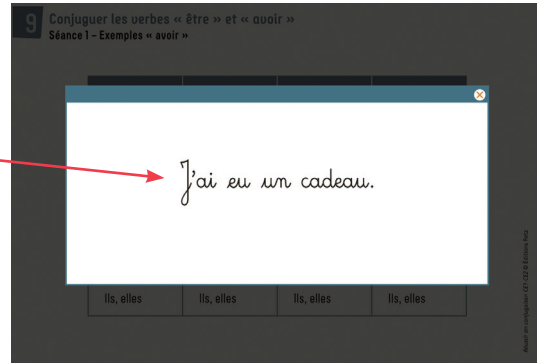 9
Conjuguer les verbes « être » et « avoir »
Séance 1 – Exemples « avoir »
J'ai eu un cadeau.
Ils, elles
Ils, elles
Ils, elles
Ils, elles